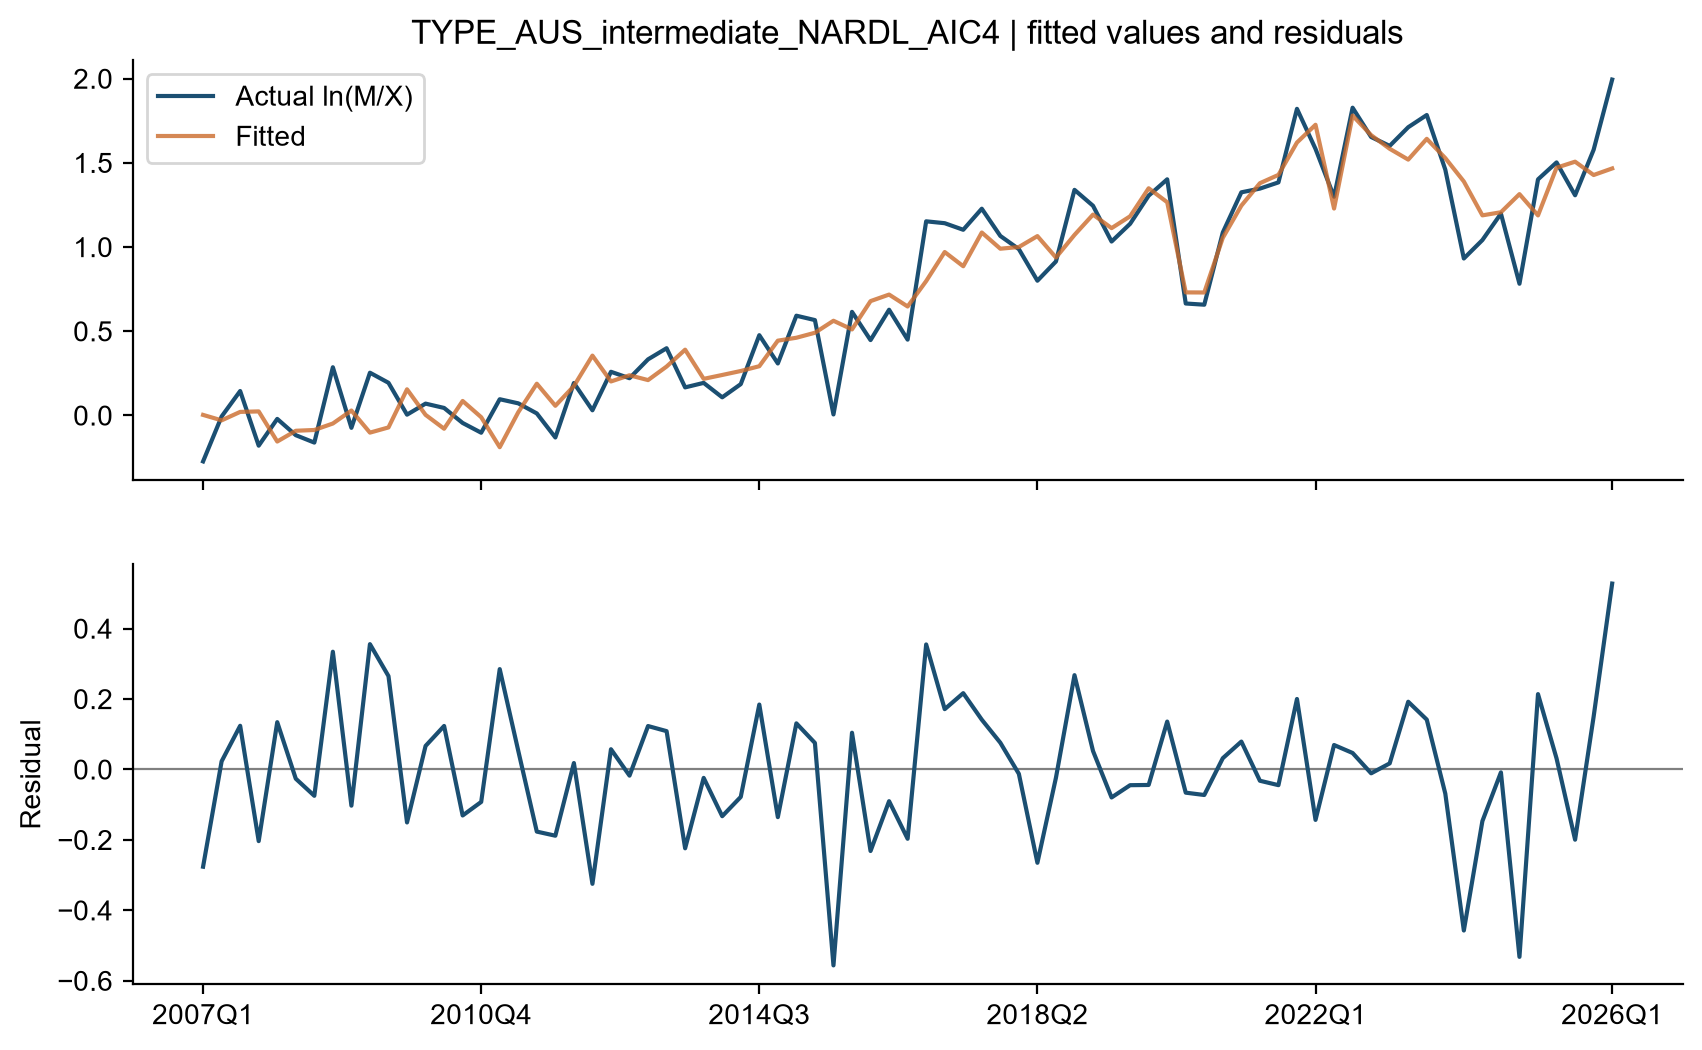 TYPE_AUS_intermediate_NARDL_AIC4 | fitted values and residuals
Actual ln(M/X)
Fitted
2.0
1.5
1.0
0.5
0.0
Residual
0.4
0.2
0.0
−0.2
−0.4
−0.6
2007Q1 2010Q4 2014Q3 2018Q2 2022Q1 2026Q1